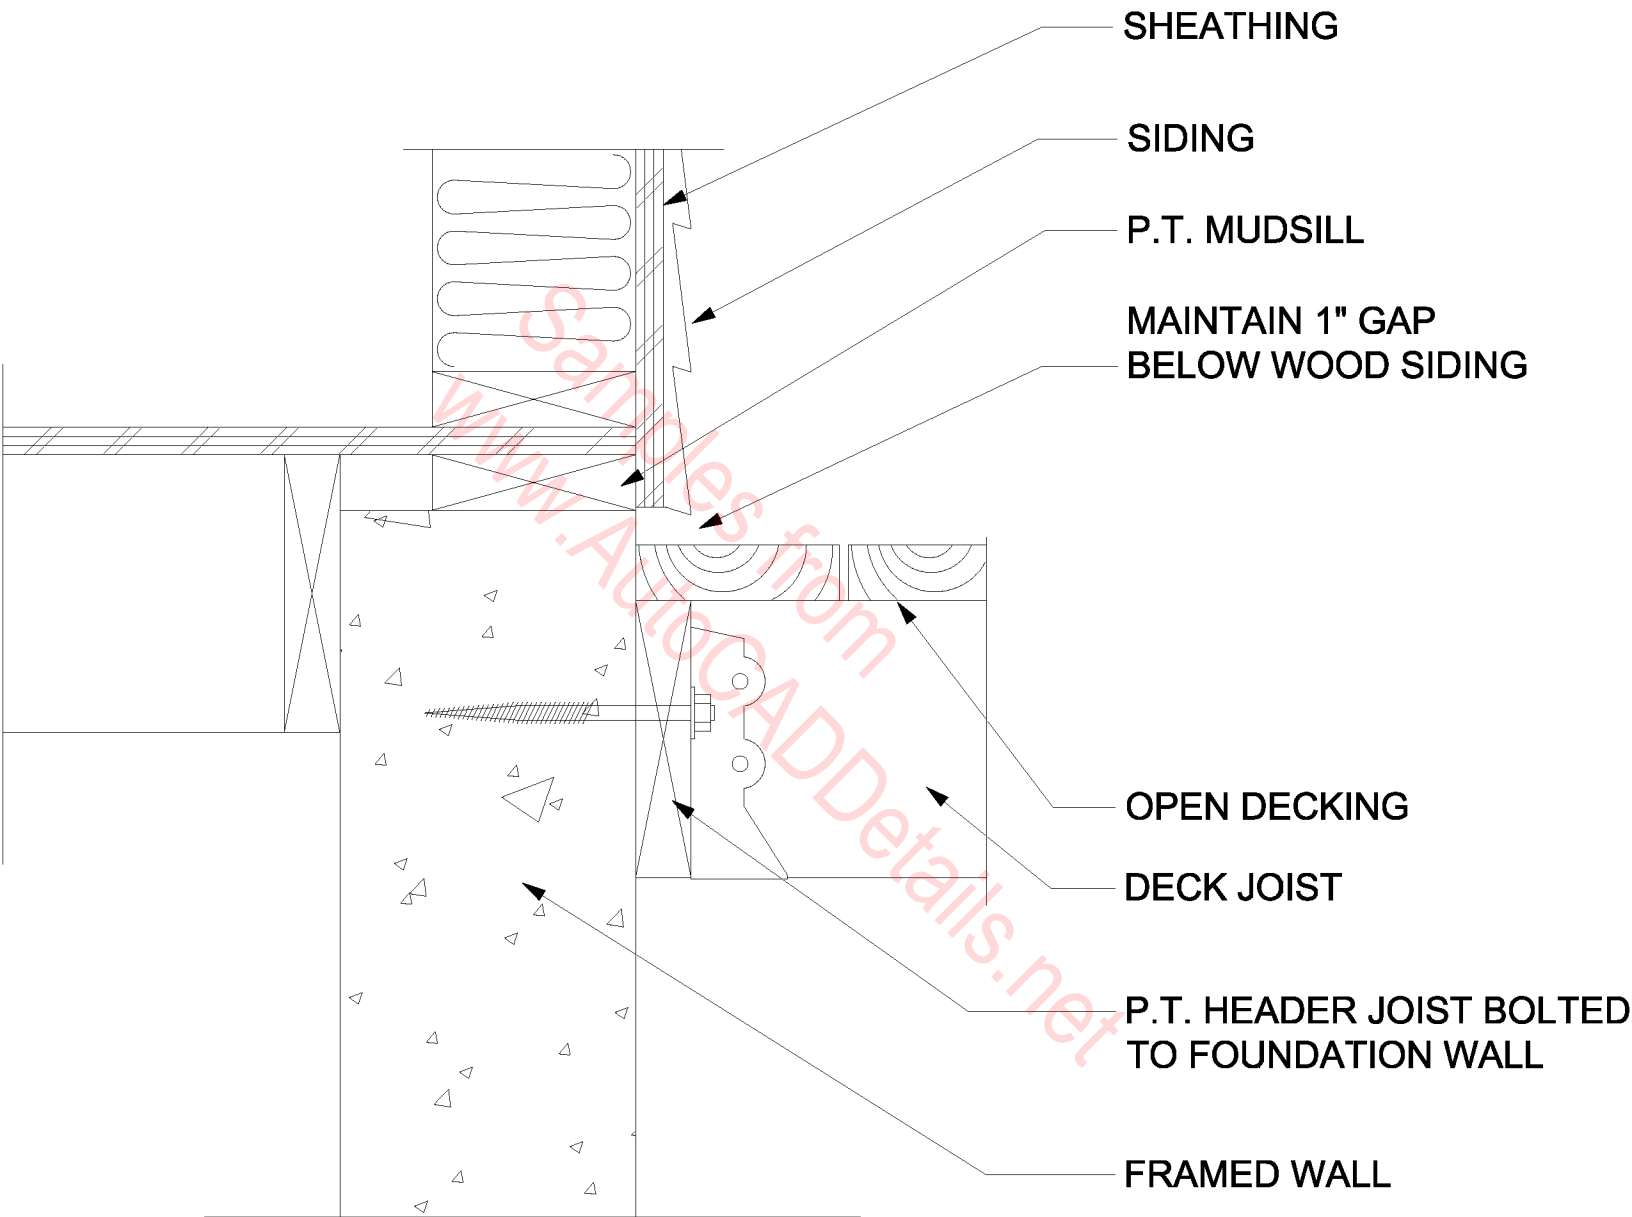 SHEATHING
SIDING
P.T. MUDSILL
MAINTAIN 1" GAP
BELOW WOOD SIDING
OPEN DECKING
DECK JOIST
P.T. HEADER JOIST BOLTED
TO FOUNDATION WALL
FRAMED WALL
Samples from
www.AutoCADDetails.net